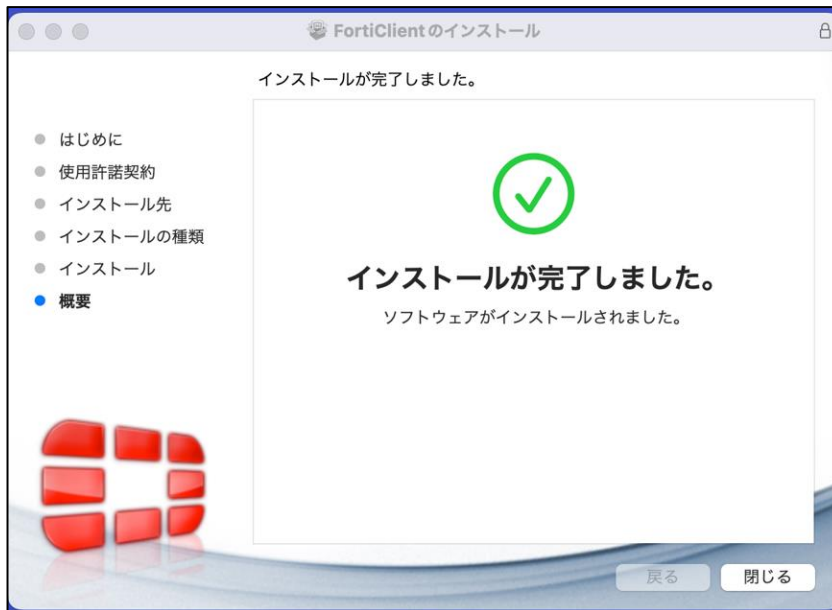 FortiClientのインストール
インストールが完了しました。
はじめに
使用許諾契約
インストール先
インストールの種類
インストール
概要
インストールが完了しました。
ソフトウェアがインストールされました。
戻る
閉じる